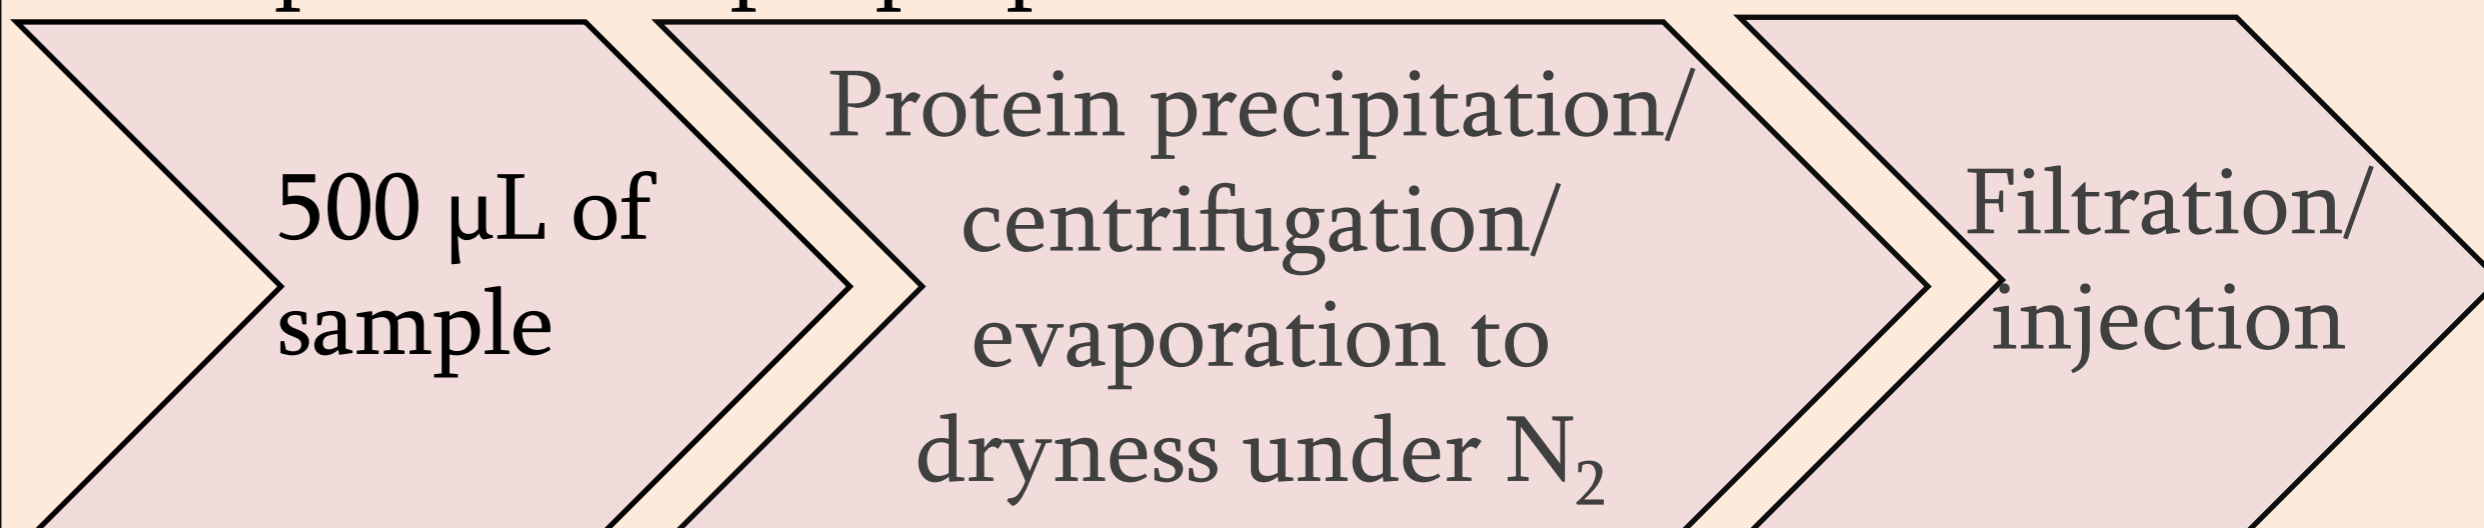 500 µL of
sample
Protein precipitation/
centrifugation/
evaporation to
dryness under N₂
Filtration/
injection